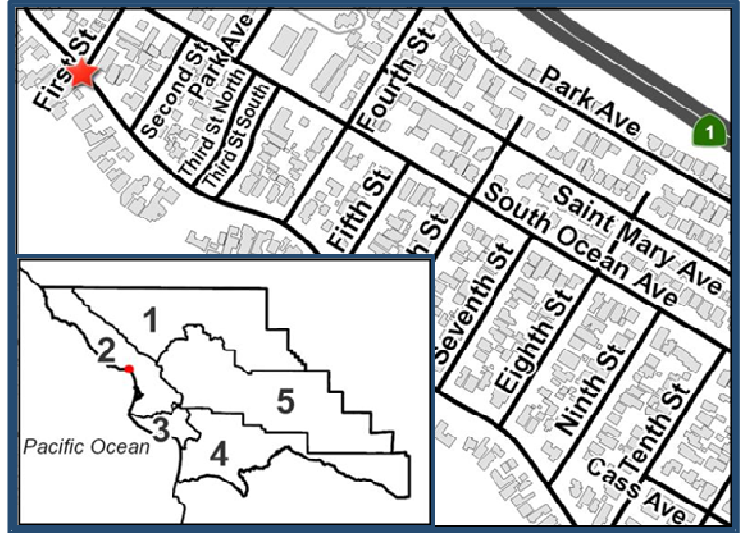 First St
Second St
Park Ave
Third St North
Third St South
Fourth St
Park Ave
1
Fifth St
h St
Saint Mary Ave
South Ocean Ave
Seventh St
Eighth St
Ninth St
Tenth St
Cass Ave
1
2
5
3
4
Pacific Ocean